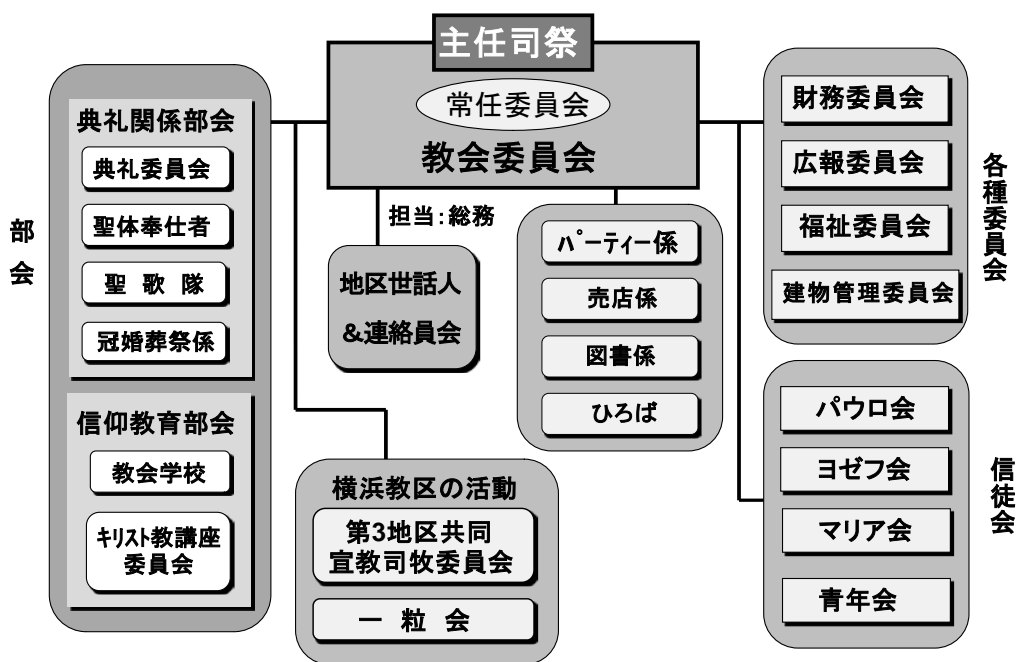 主任司祭
常任委員会
教会委員会
部会
典礼関係部会
典礼委員会
聖体奉仕者
聖歌隊
冠婚葬祭係
信仰教育部会
教会学校
キリスト教講座
委員会
担当:総務
地区世話人
&連絡員会
パーティー係
売店係
図書係
ひろば
横浜教区の活動
第3地区共同
宣教司牧委員会
一粒会
各種委員会
財務委員会
広報委員会
福祉委員会
建物管理委員会
信徒会
パウロ会
ヨゼフ会
マリア会
青年会